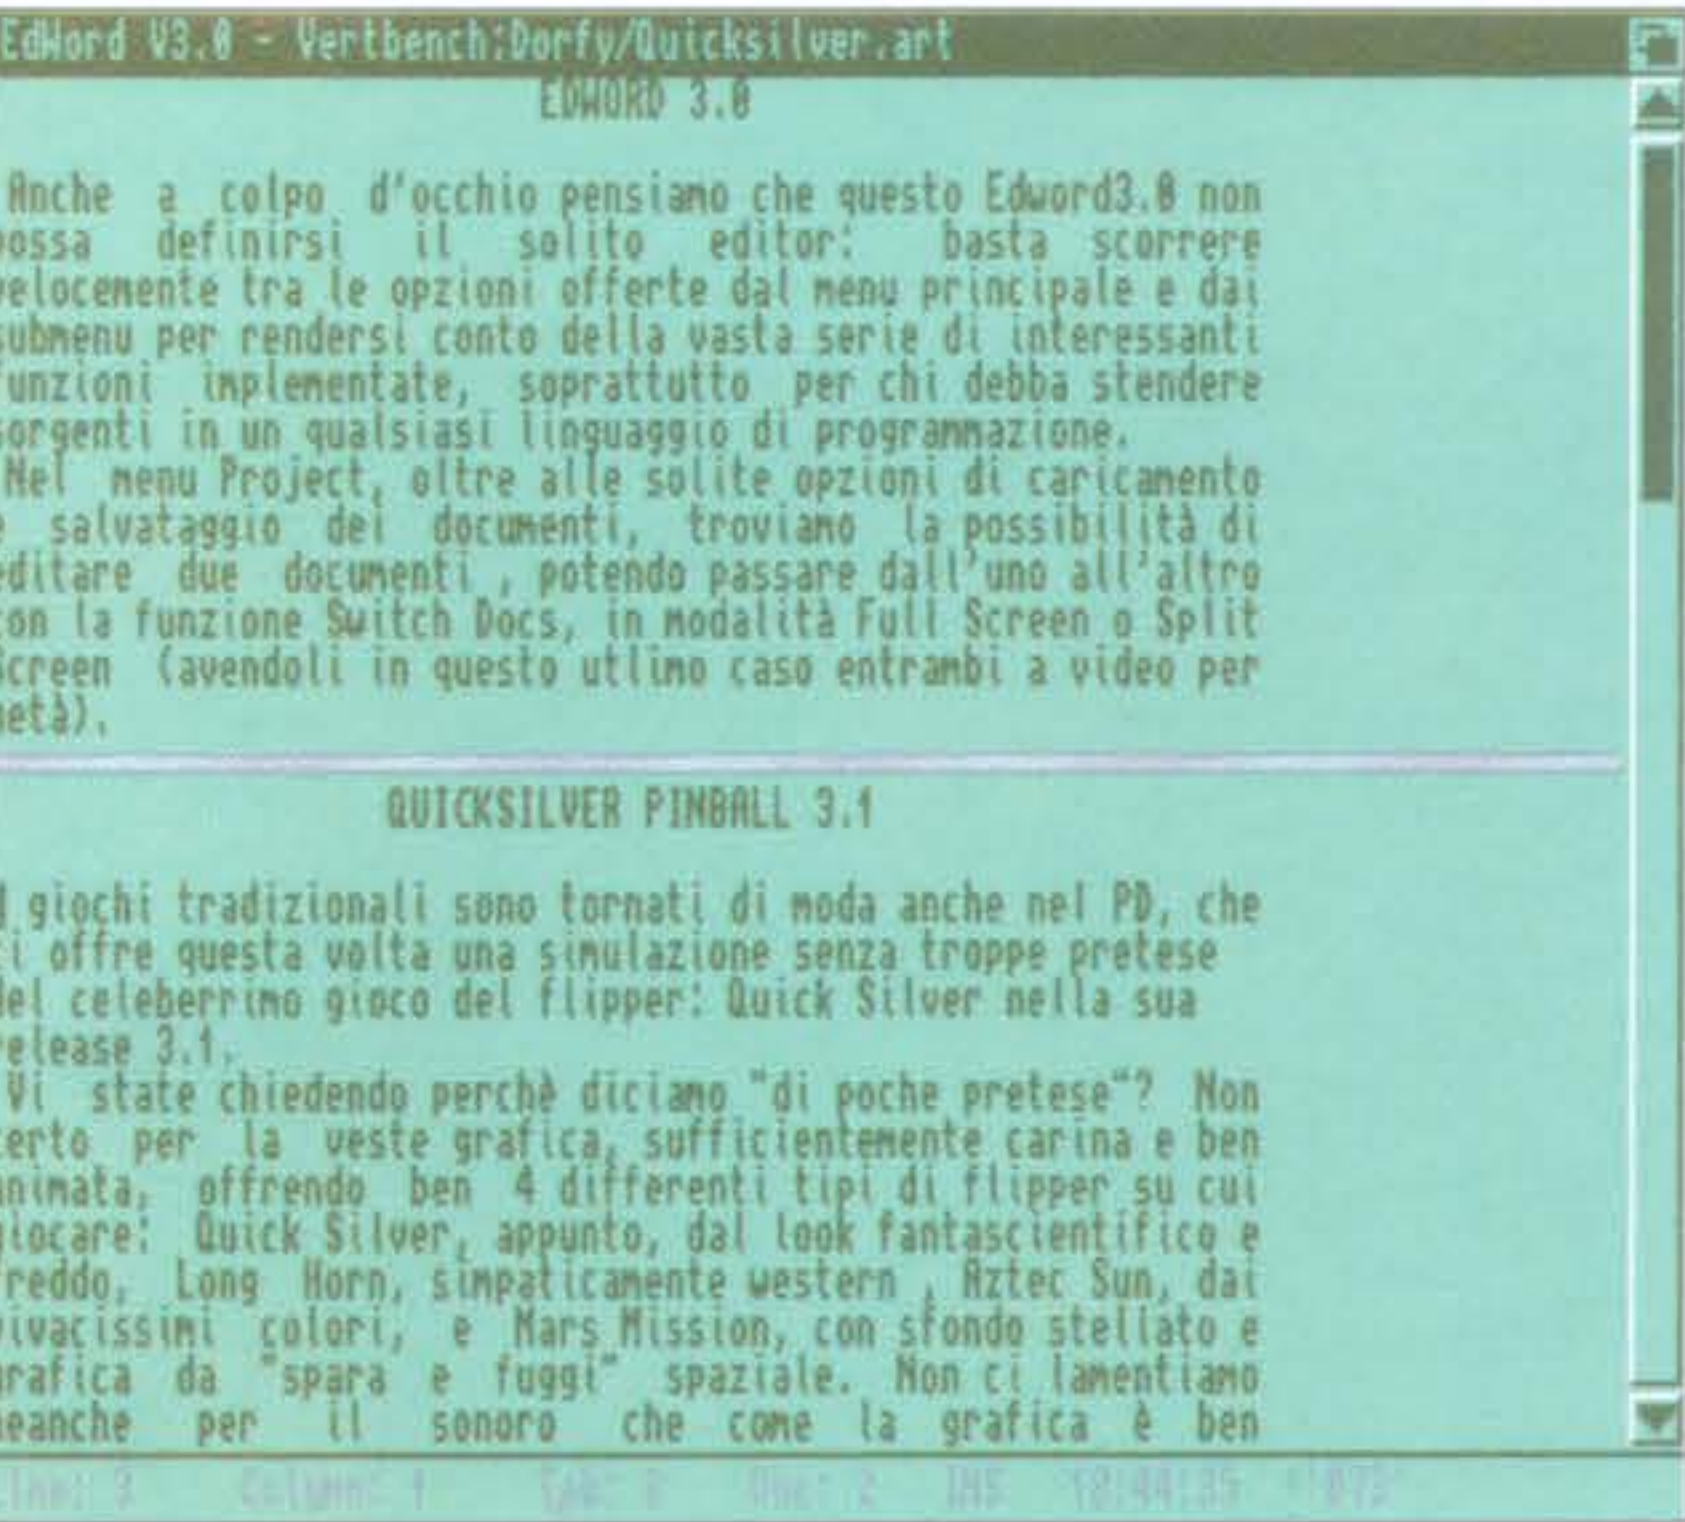 EdWord V3.0 - Vertbench:Dorfy/Quicksilver.art
EDWORD 3.0
Anche a colpo d'occhio pensiamo che questo Edword3.0 non
possa definirsi il solito editor: basta scorrere
velocemente tra le opzioni offerte dal menu principale e dai
submenu per rendersi conto della vasta serie di interessanti
funzioni implementate, soprattutto per chi debba stendere
sorgenti in un qualsiasi linguaggio di programmazione.
Nel menu Project, oltre alle solite opzioni di caricamento
e salvataggio dei documenti, troviamo la possibilità di
editare due documenti , potendo passare dall'uno all'altro
con la funzione Switch Docs, in modalità Full Screen o Split
Screen (avendoli in questo utlimo caso entrambi a video per
metà).
QUICKSILVER PINBALL 3.1
I giochi tradizionali sono tornati di moda anche nel PD, che
ci offre questa volta una simulazione senza troppe pretese
del celeberrimo gioco del flipper: Quick Silver nella sua
release 3.1.
Vi state chiedendo perchè diciamo "di poche pretese"? Non
certo per la veste grafica, sufficientemente carina e ben
animata, offrendo ben 4 differenti tipi di flipper su cui
giocare: Quick Silver, appunto, dal look fantascientifico e
freddo, Long Horn, simpaticamente western , Aztec Sun, dai
vivacissimi colori, e Mars Mission, con sfondo stellato e
grafica da "spara e fuggi" spaziale. Non ci lamentiamo
neanche per il sonoro che come la grafica è ben
Line: 3 Column: 1 Doc: 2 INS